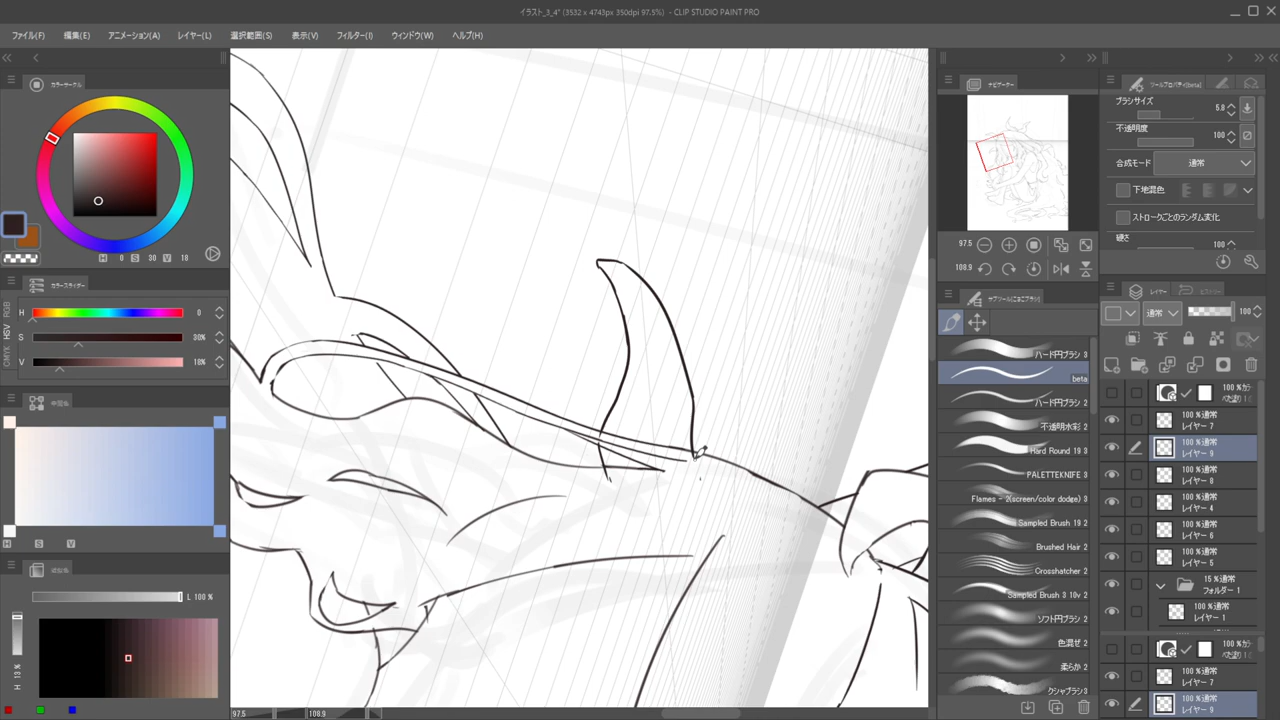 イラスト_3_4* (3532 x 4743px 350dpi 97.5%) - CLIP STUDIO PAINT PRO
ファイル(F) 編集(E) アニメーション(A) レイヤー(L) 選択範囲(S) 表示(V) フィルター(I) ウィンドウ(W) ヘルプ(H)
カラーサークル
H 0 S 30 V 18
カラースライダー
RGB
HSV
CMYK
H 0
S 30%
V 18%
中間色
H S V
近似色
L 100 %
H 13 %
97.5 108.9
ナビゲーター
97.5
108.9
ツールプロパティ[beta]
ブラシサイズ 5.8
不透明度 100
合成モード 通常
下地混色
ストロークごとのランダム変化
硬さ 100
ハード円ブラシ 3
beta
ハード円ブラシ 2
不透明水彩 2
Hard Round 19 3
PALETTEKNIFE 3
Flames - 2(screen/color dodge) 3
Sampled Brush 19 2
Brushed Hair 2
Crosshatcher 2
Sampled Brush 3 10v 2
ソフト円ブラシ 2
色混ぜ 2
柔らか 2
クシャブラシ3
レイヤー ヒストリー
通常 100
100 %通常
レイヤー 7
100 %通常
レイヤー 9
100 %通常
レイヤー 8
100 %通常
レイヤー 4
100 %通常
レイヤー 6
100 %通常
レイヤー 5
15 %通常
フォルダー 1
100 %通常
レイヤー 1
100 %通常
レイヤー 7
100 %通常
レイヤー 9